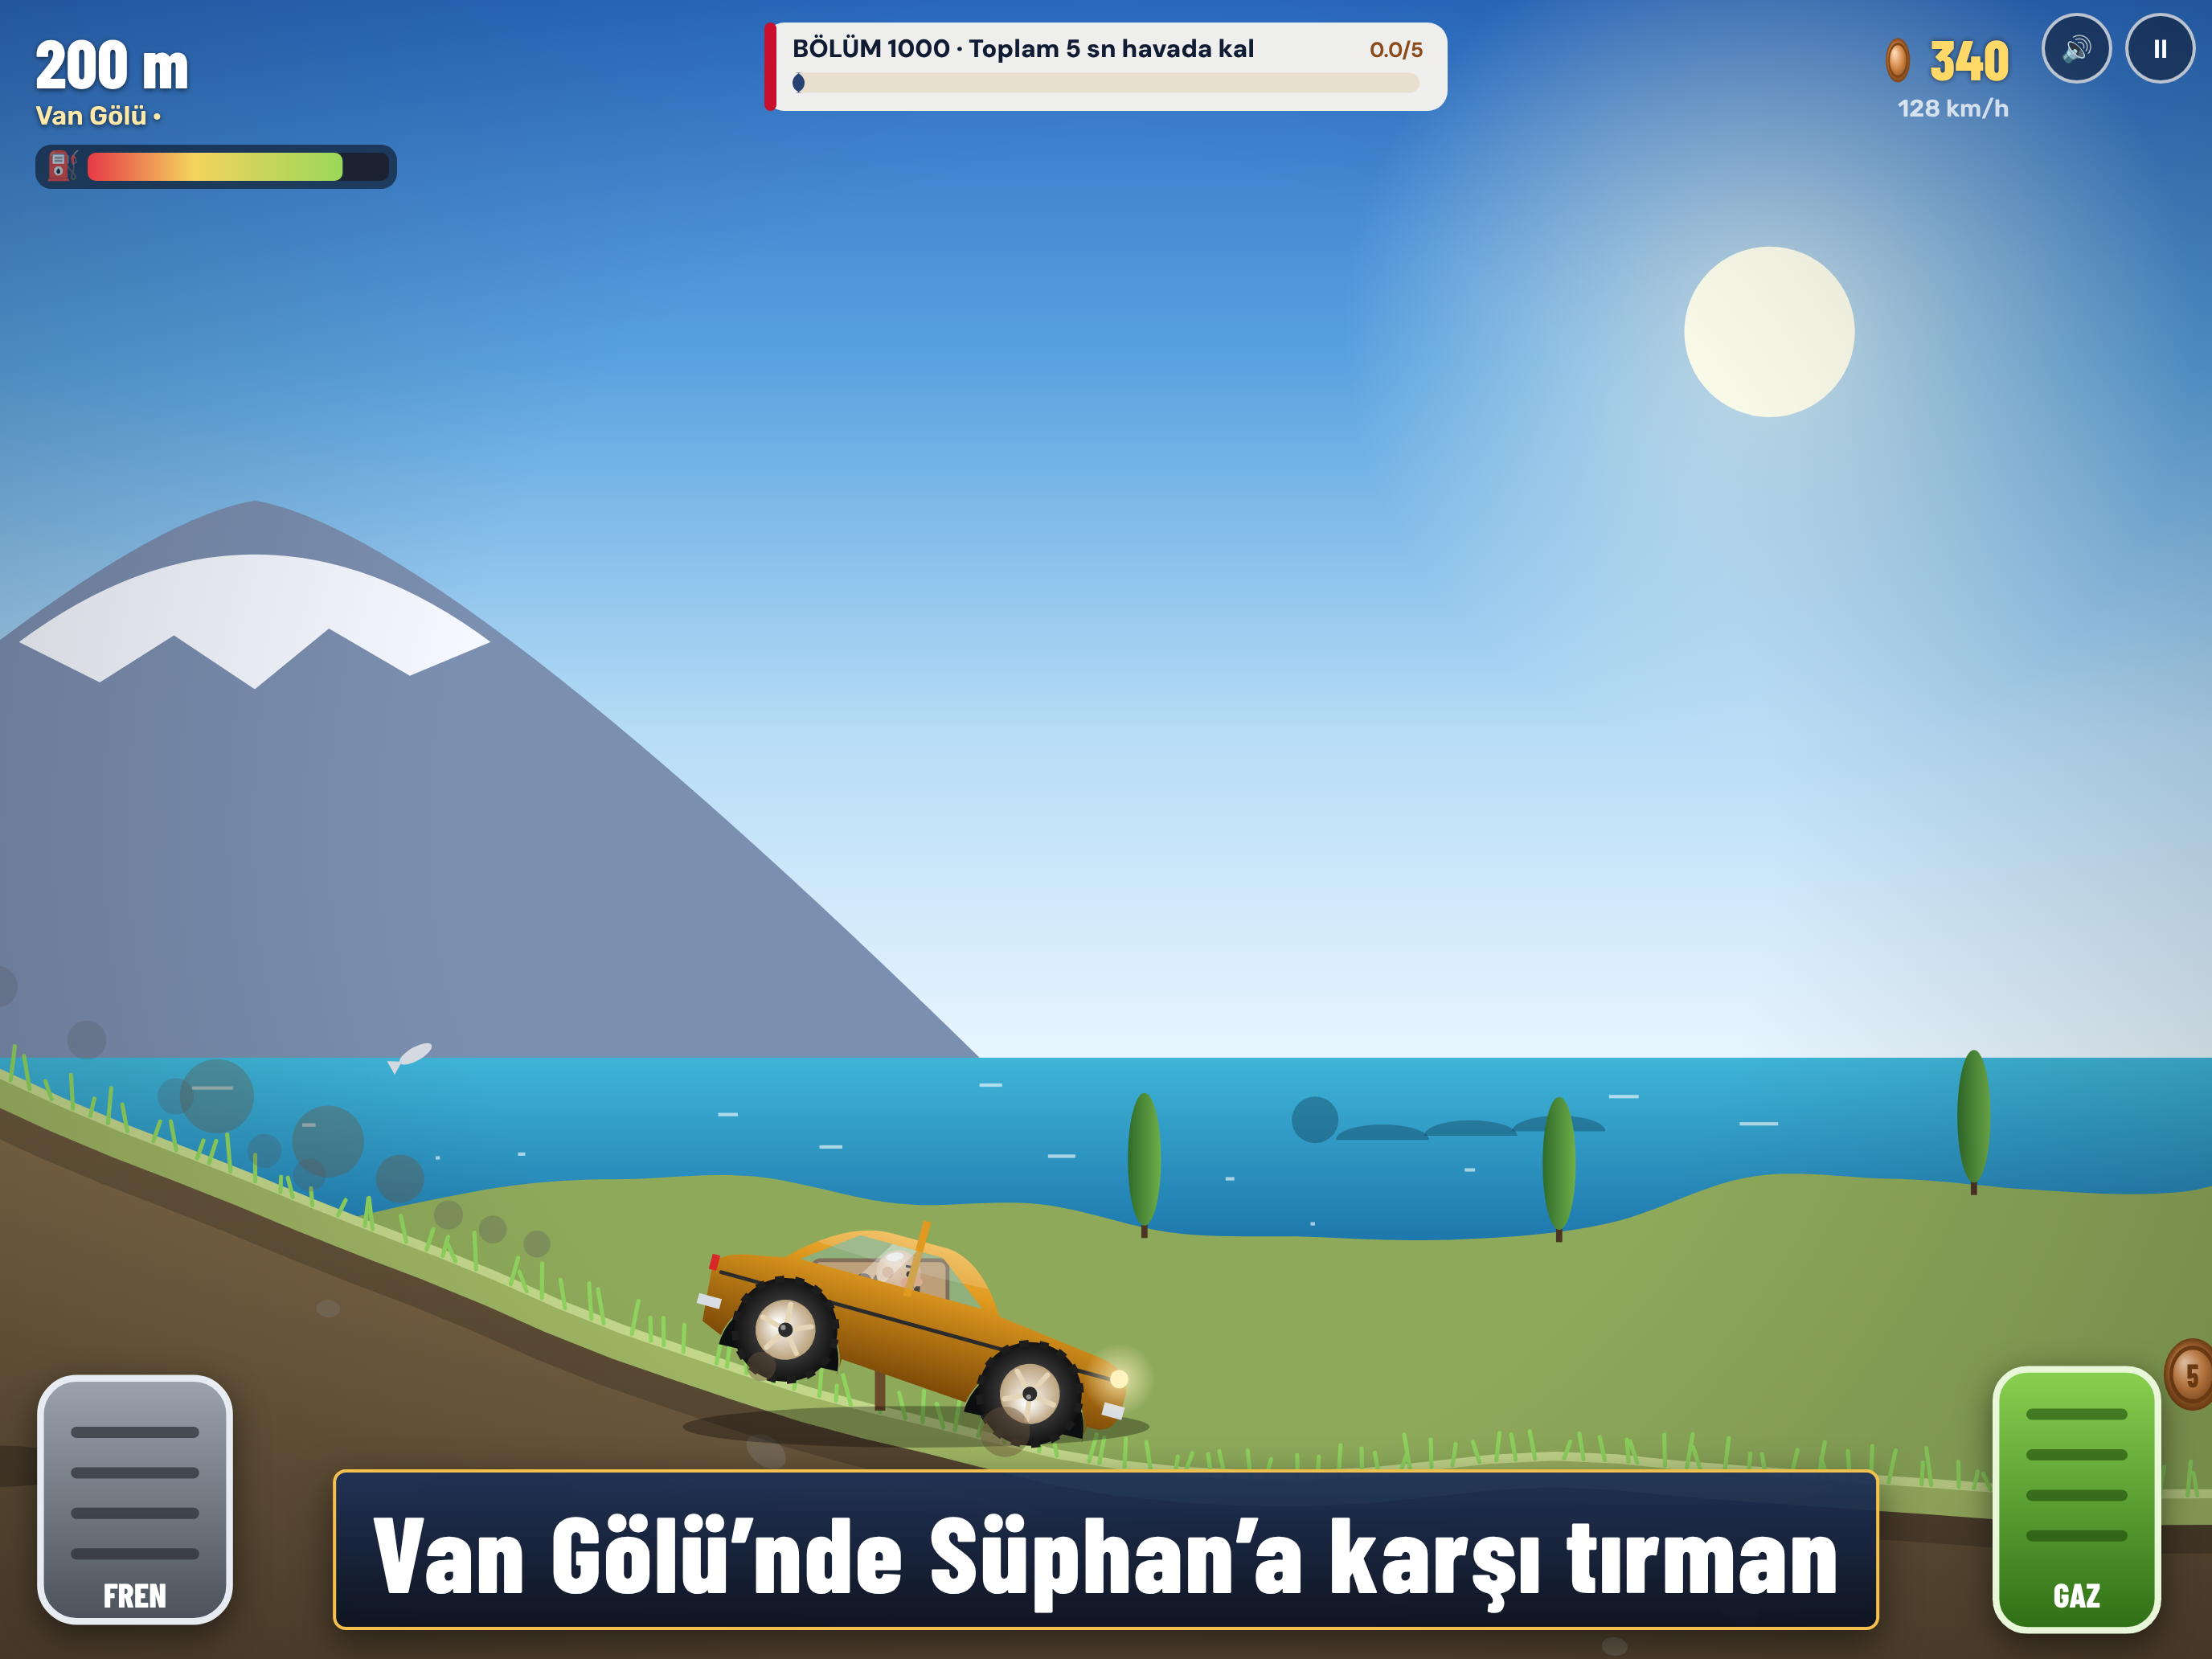 200 m
Van Gölü •
BÖLÜM 1000 · Toplam 5 sn havada kal 0.0/5
340
128 km/h
5
FREN
GAZ
Van Gölü’nde Süphan’a karşı tırman